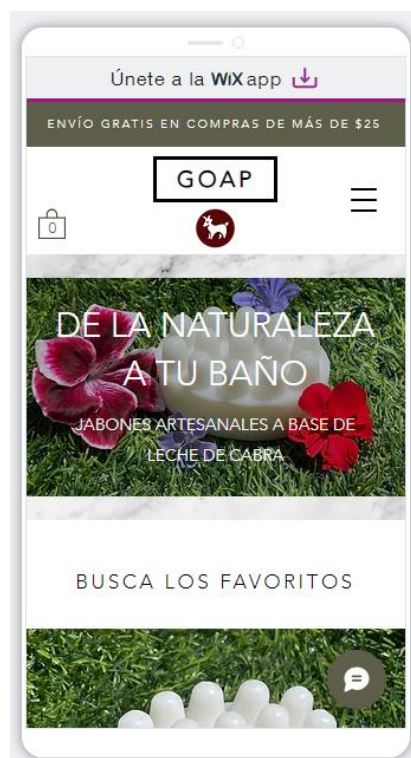 Únete a la WiX app
ENVÍO GRATIS EN COMPRAS DE MÁS DE $25
GOAP
0
DE LA NATURALEZA
A TU BAÑO
JABONES ARTESANALES A BASE DE
LECHE DE CABRA
BUSCA LOS FAVORITOS